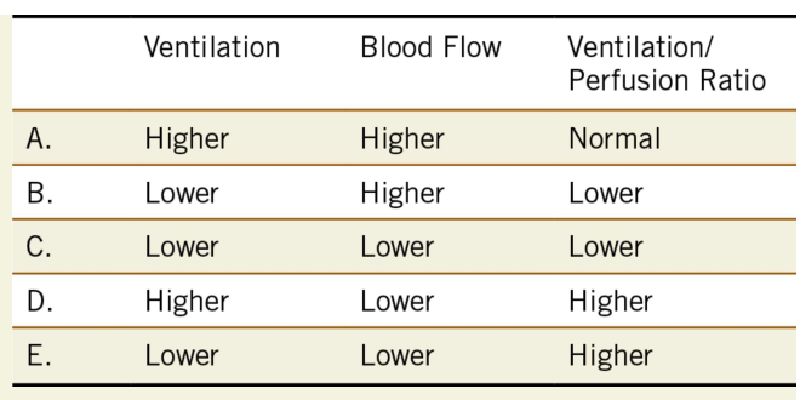 Ventilation Blood Flow Ventilation/
Perfusion Ratio
A. Higher Higher Normal
B. Lower Higher Lower
C. Lower Lower Lower
D. Higher Lower Higher
E. Lower Lower Higher